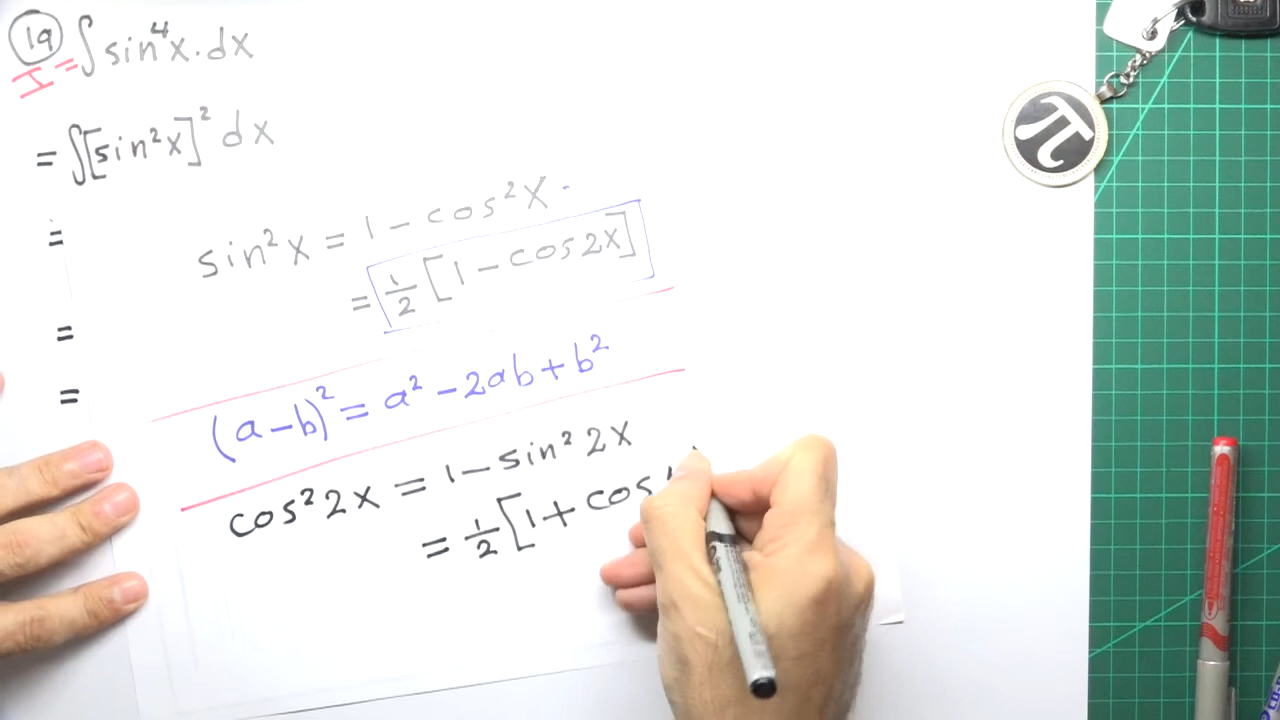 19 ∫ sin⁴x · dx
I =
= ∫[sin²x]² dx
=
sin²x = 1 − cos²x
= ½ [1 − cos2x]
=
(a−b)² = a² − 2ab + b²
=
cos²2x = 1 − sin²2x
= ½ [1 + cos
π